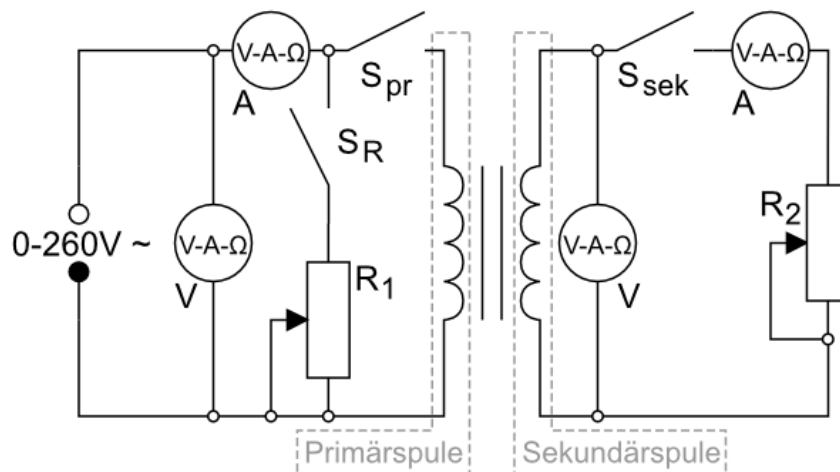 V-A-Ω
A
S_pr
S_R
0-260V ~
V-A-Ω
V
R_1
Primärspule
S_sek
V-A-Ω
A
V-A-Ω
V
R_2
Sekundärspule